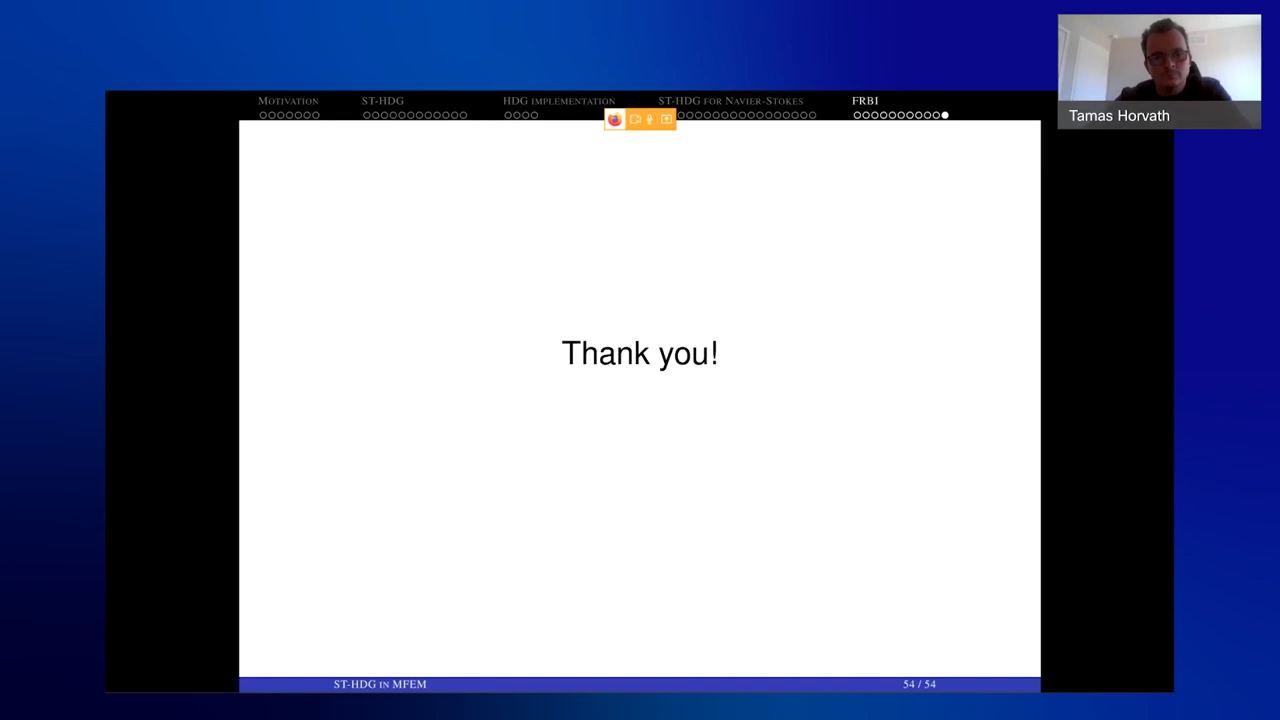 MOTIVATION ST-HDG HDG IMPLEMENTATION ST-HDG FOR NAVIER-STOKES FRBI
Tamas Horvath
Thank you!
ST-HDG IN MFEM 54 / 54